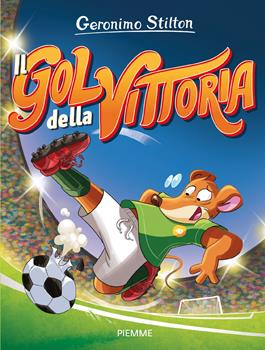 Geronimo Stilton
Il
GOL
della
VITTORIA
PIEMME